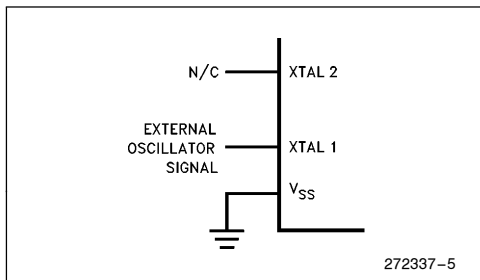 N/C
XTAL 2
EXTERNAL
OSCILLATOR
SIGNAL
XTAL 1
VSS
272337-5